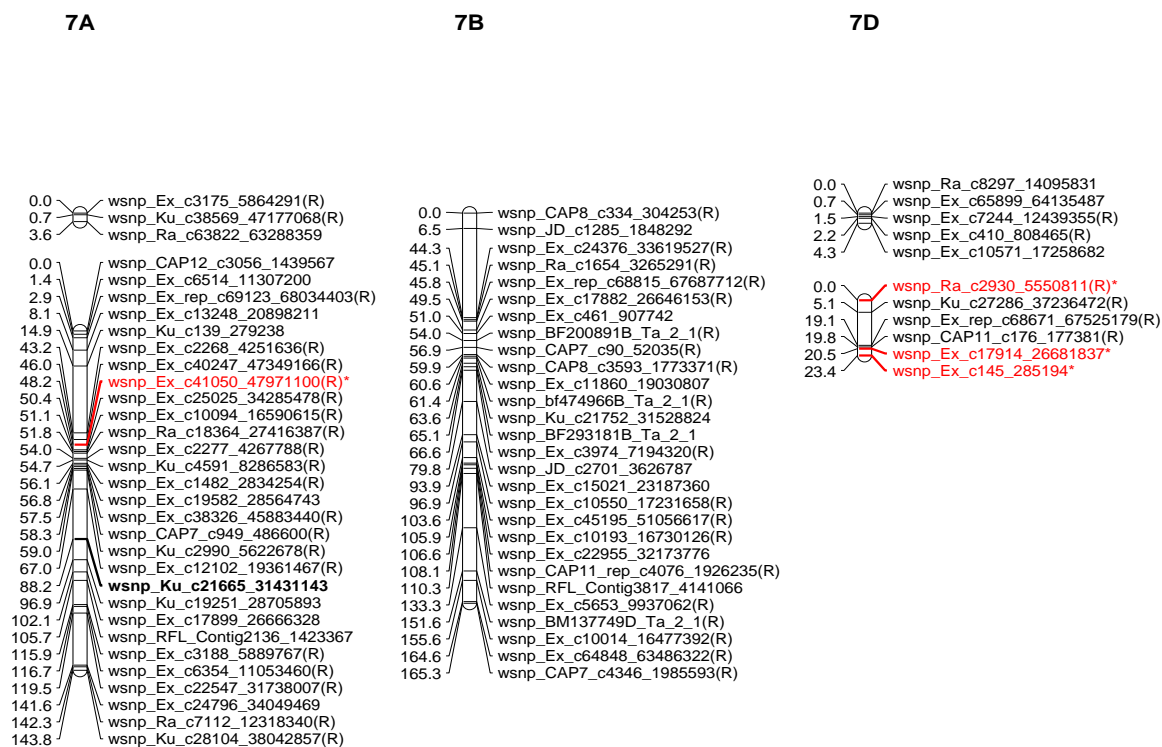 7A
0.0 wsnp_Ex_c3175_5864291(R)
0.7 wsnp_Ku_c38569_47177068(R)
3.6 wsnp_Ra_c63822_63288359
0.0 wsnp_CAP12_c3056_1439567
1.4 wsnp_Ex_c6514_11307200
2.9 wsnp_Ex_rep_c69123_68034403(R)
8.1 wsnp_Ex_c13248_20898211
14.9 wsnp_Ku_c139_279238
43.2 wsnp_Ex_c2268_4251636(R)
46.0 wsnp_Ex_c40247_47349166(R)
48.2 wsnp_Ex_c41050_47971100(R)*
50.4 wsnp_Ex_c25025_34285478(R)
51.1 wsnp_Ex_c10094_16590615(R)
51.8 wsnp_Ra_c18364_27416387(R)
54.0 wsnp_Ex_c2277_4267788(R)
54.7 wsnp_Ku_c4591_8286583(R)
56.1 wsnp_Ex_c1482_2834254(R)
56.8 wsnp_Ex_c19582_28564743
57.5 wsnp_Ex_c38326_45883440(R)
58.3 wsnp_CAP7_c949_486600(R)
59.0 wsnp_Ku_c2990_5622678(R)
67.0 wsnp_Ex_c12102_19361467(R)
88.2 wsnp_Ku_c21665_31431143
96.9 wsnp_Ku_c19251_28705893
102.1 wsnp_Ex_c17899_26666328
105.7 wsnp_RFL_Contig2136_1423367
115.9 wsnp_Ex_c3188_5889767(R)
116.7 wsnp_Ex_c6354_11053460(R)
119.5 wsnp_Ex_c22547_31738007(R)
141.6 wsnp_Ex_c24796_34049469
142.3 wsnp_Ra_c7112_12318340(R)
143.8 wsnp_Ku_c28104_38042857(R)
7B
0.0 wsnp_CAP8_c334_304253(R)
6.5 wsnp_JD_c1285_1848292
44.3 wsnp_Ex_c24376_33619527(R)
45.1 wsnp_Ra_c1654_3265291(R)
45.8 wsnp_Ex_rep_c68815_67687712(R)
49.5 wsnp_Ex_c17882_26646153(R)
51.0 wsnp_Ex_c461_907742
54.0 wsnp_BF200891B_Ta_2_1(R)
56.9 wsnp_CAP7_c90_52035(R)
59.9 wsnp_CAP8_c3593_1773371(R)
60.6 wsnp_Ex_c11860_19030807
61.4 wsnp_bf474966B_Ta_2_1(R)
63.6 wsnp_Ku_c21752_31528824
65.1 wsnp_BF293181B_Ta_2_1
66.6 wsnp_Ex_c3974_7194320(R)
79.8 wsnp_JD_c2701_3626787
93.9 wsnp_Ex_c15021_23187360
96.9 wsnp_Ex_c10550_17231658(R)
103.6 wsnp_Ex_c45195_51056617(R)
105.9 wsnp_Ex_c10193_16730126(R)
106.6 wsnp_Ex_c22955_32173776
108.1 wsnp_CAP11_rep_c4076_1926235(R)
110.3 wsnp_RFL_Contig3817_4141066
133.3 wsnp_Ex_c5653_9937062(R)
151.6 wsnp_BM137749D_Ta_2_1(R)
155.6 wsnp_Ex_c10014_16477392(R)
164.6 wsnp_Ex_c64848_63486322(R)
165.3 wsnp_CAP7_c4346_1985593(R)
7D
0.0 wsnp_Ra_c8297_14095831
0.7 wsnp_Ex_c65899_64135487
1.5 wsnp_Ex_c7244_12439355(R)
2.2 wsnp_Ex_c410_808465(R)
4.3 wsnp_Ex_c10571_17258682
0.0 wsnp_Ra_c2930_5550811(R)*
5.1 wsnp_Ku_c27286_37236472(R)
19.1 wsnp_Ex_rep_c68671_67525179(R)
19.8 wsnp_CAP11_c176_177381(R)
20.5 wsnp_Ex_c17914_26681837*
23.4 wsnp_Ex_c145_285194*